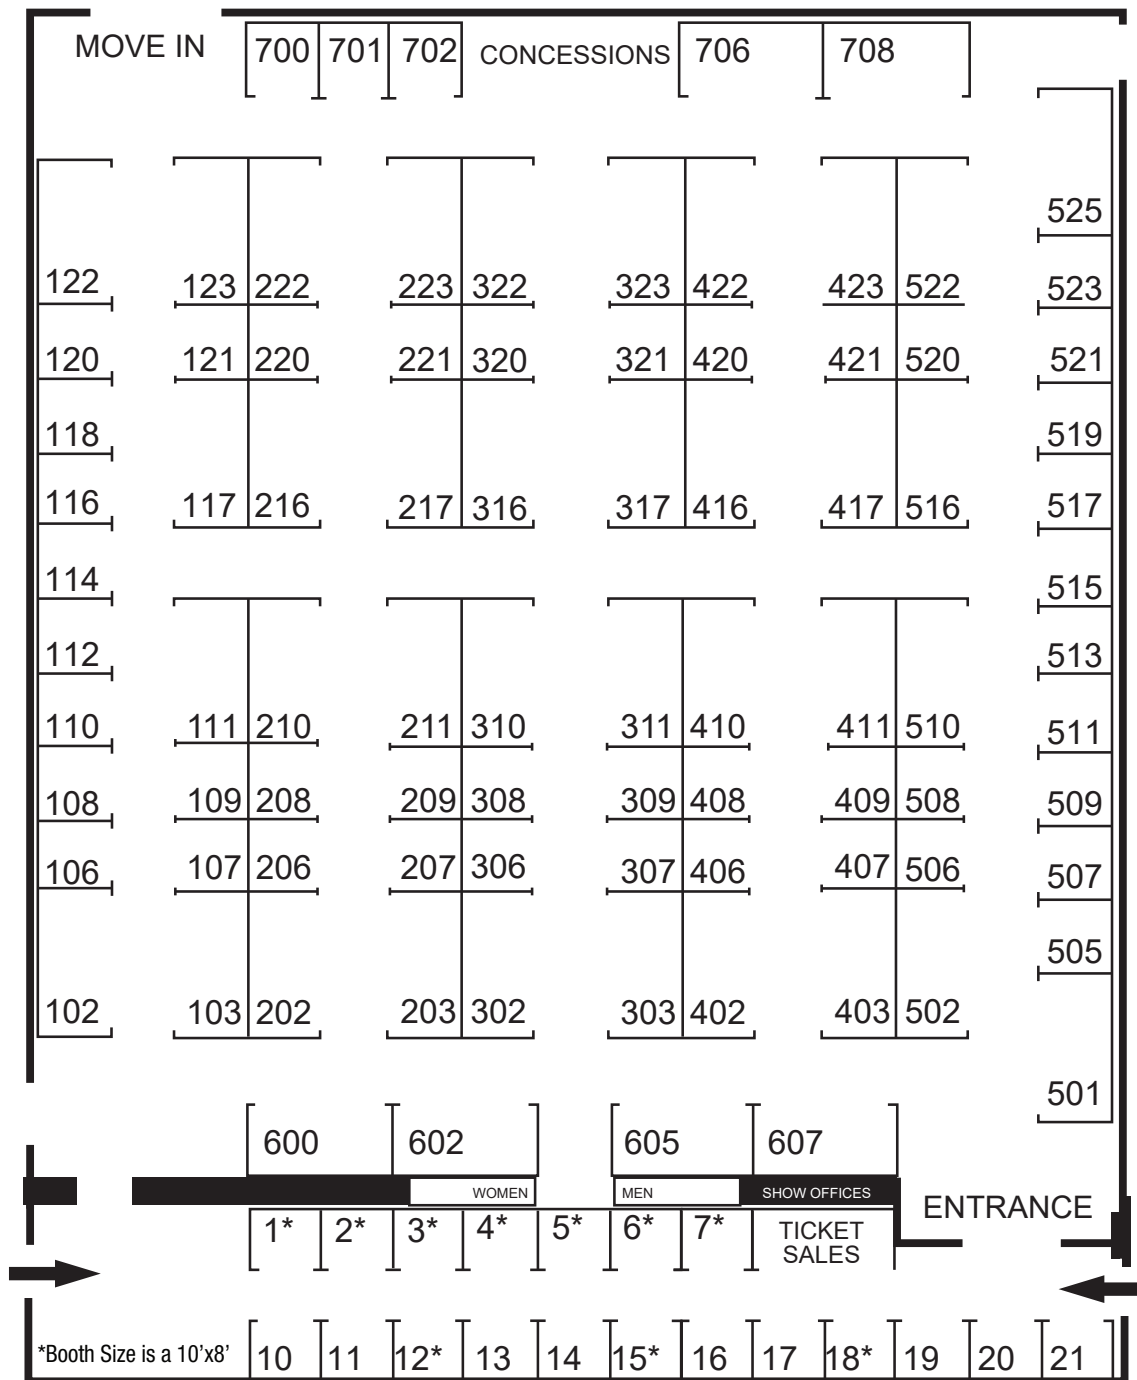 MOVE IN 700 701 702 CONCESSIONS 706 708
525
122 123 222 223 322 323 422 423 522 523
120 121 220 221 320 321 420 421 520 521
118 519
116 117 216 217 316 317 416 417 516 517
114 515
112 513
110 111 210 211 310 311 410 411 510 511
108 109 208 209 308 309 408 409 508 509
106 107 206 207 306 307 406 407 506 507
505
102 103 202 203 302 303 402 403 502
501
600 602 605 607
WOMEN MEN SHOW OFFICES
ENTRANCE
1* 2* 3* 4* 5* 6* 7* TICKET
SALES
*Booth Size is a 10'x8' 10 11 12* 13 14 15* 16 17 18* 19 20 21